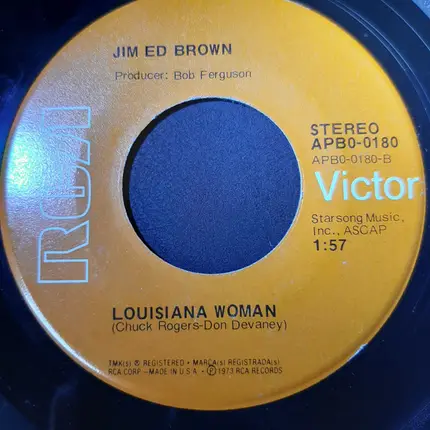 JIM ED BROWN
Producer: Bob Ferguson
RCA
STEREO
APB0-0180
APB0-0180-B
Victor
Starsong Music,
Inc., ASCAP
1:57
LOUISIANA WOMAN
(Chuck Rogers-Don Devaney)
TMK(s) ® REGISTERED • MARCA(s) REGISTRADA(s)
RCA CORP – MADE IN U.S.A. • ℗ 1973 RCA RECORDS